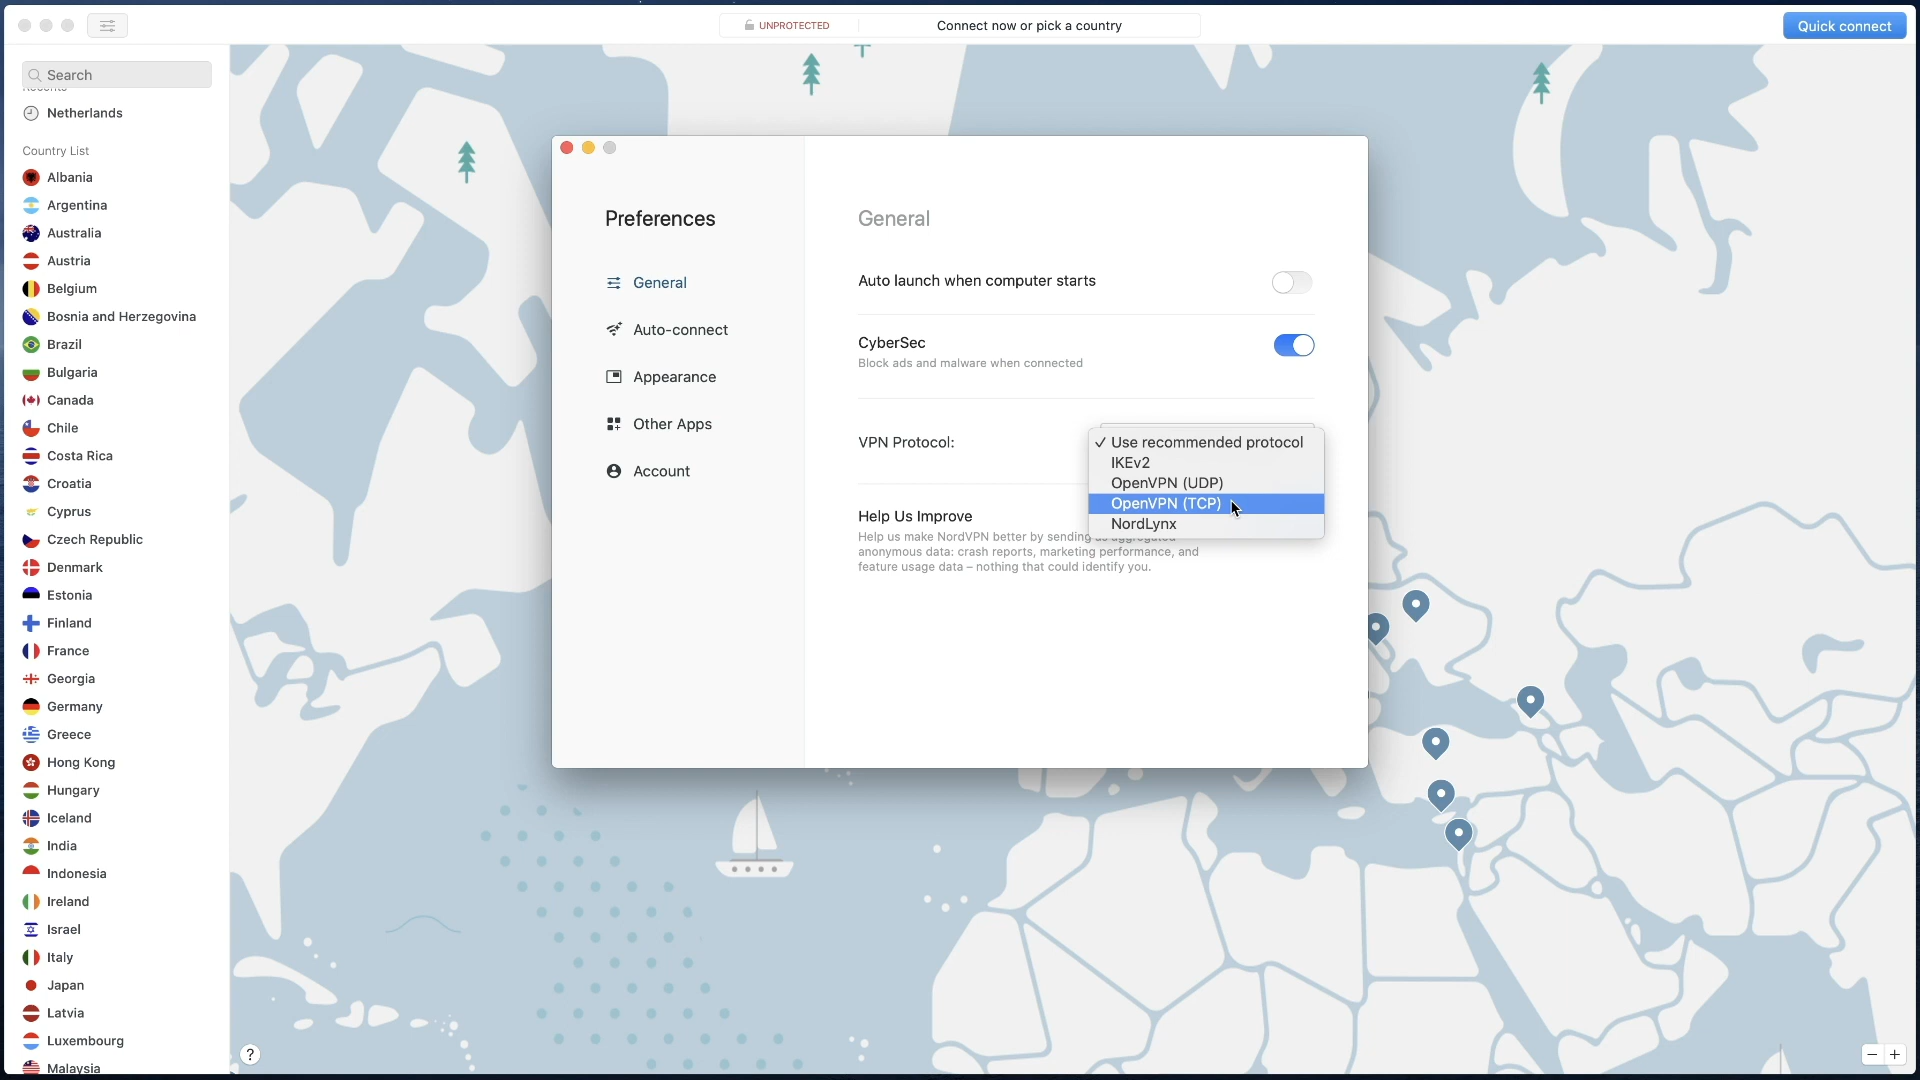 UNPROTECTED
Connect now or pick a country
Quick connect
Search
Netherlands
Country List
Albania
Argentina
Australia
Austria
Belgium
Bosnia and Herzegovina
Brazil
Bulgaria
Canada
Chile
Costa Rica
Croatia
Cyprus
Czech Republic
Denmark
Estonia
Finland
France
Georgia
Germany
Greece
Hong Kong
Hungary
Iceland
India
Indonesia
Ireland
Israel
Italy
Japan
Latvia
Luxembourg
Malaysia
Preferences
General
Auto-connect
Appearance
Other Apps
Account
General
Auto launch when computer starts
CyberSec
Block ads and malware when connected
VPN Protocol:
✓ Use recommended protocol
IKEv2
OpenVPN (UDP)
OpenVPN (TCP)
NordLynx
Help Us Improve
Help us make NordVPN better by sending us aggregated
anonymous data: crash reports, marketing performance, and
feature usage data – nothing that could identify you.
?
− +